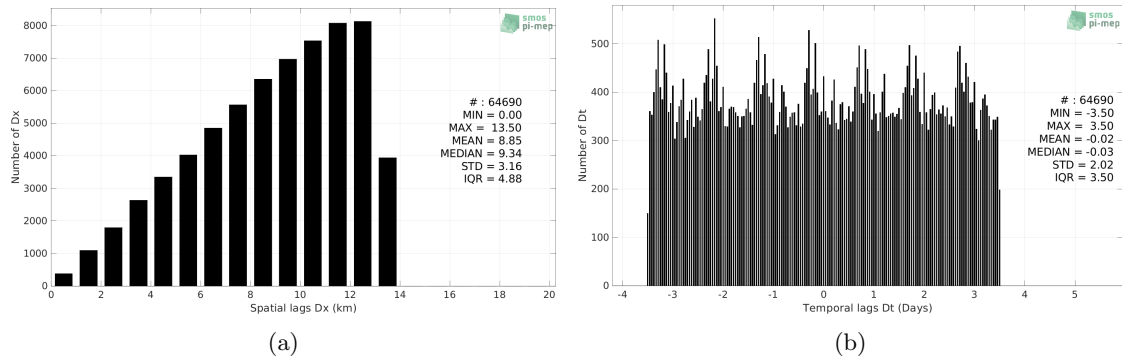 smos
pi-mep
8000
7000
6000
5000
4000
3000
2000
1000
0
Number of Dx
# : 64690
MIN = 0.00
MAX = 13.50
MEAN = 8.85
MEDIAN = 9.34
STD = 3.16
IQR = 4.88
0 2 4 6 8 10 12 14 16 18 20
Spatial lags Dx (km)
(a)
smos
pi-mep
500
400
300
200
100
0
Number of Dt
# : 64690
MIN = -3.50
MAX = 3.50
MEAN = -0.02
MEDIAN = -0.03
STD = 2.02
IQR = 3.50
-4 -3 -2 -1 0 1 2 3 4 5
Temporal lags Dt (Days)
(b)